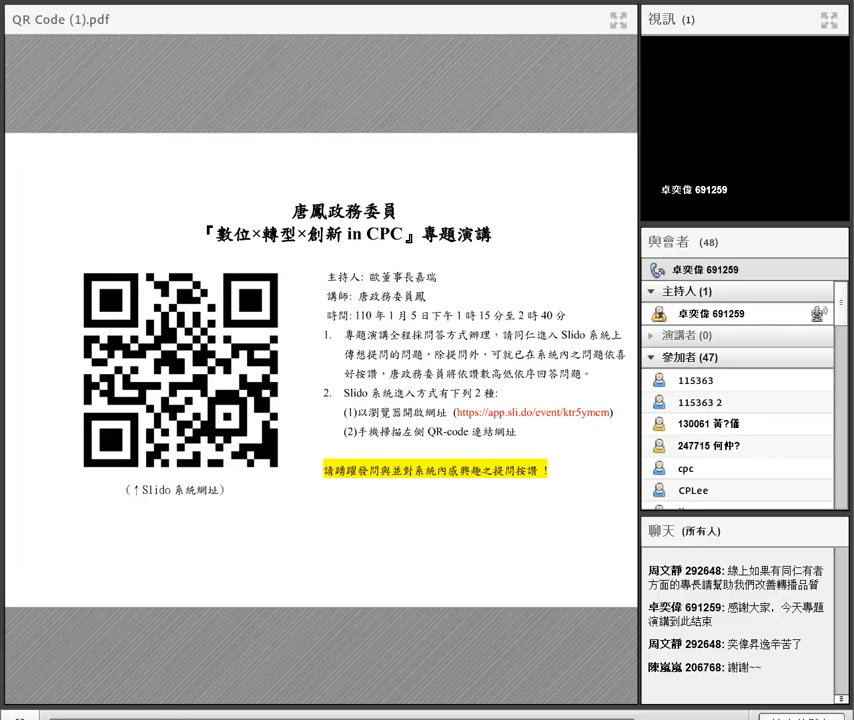 QR Code (1).pdf
唐鳳政務委員
『數位×轉型×創新 in CPC』專題演講
主持人: 歐董事長嘉瑞
講師: 唐政務委員鳳
時間: 110 年 1 月 5 日下午 1 時 15 分至 2 時 40 分
1. 專題演講全程採問答方式辦理，請同仁進入 Slido 系統上
傳想提問的問題，除提問外，可就已在系統內之問題依喜
好按讚，唐政務委員將依讚數高低依序回答問題。
2. Slido 系統進入方式有下列 2 種:
(1)以瀏覽器開啟網址 (https://app.sli.do/event/ktr5ymcm)
(2)手機掃描左側 QR-code 連結網址
請踴躍發問與並對系統內感興趣之提問按讚 !
(↑Slido 系統網址)
視訊 (1)
卓奕偉 691259
與會者 (48)
卓奕偉 691259
主持人 (1)
卓奕偉 691259
演講者 (0)
參加者 (47)
115363
115363 2
130061 黃?儀
247715 何仲?
cpc
CPLee
聊天 (所有人)
周文靜 292648: 線上如果有同仁有者
方面的專長請幫助我們改善轉播品質
卓奕偉 691259: 感謝大家，今天專題
演講到此結束
周文靜 292648: 奕偉昇逸辛苦了
陳嵐嵐 206768: 謝謝~~